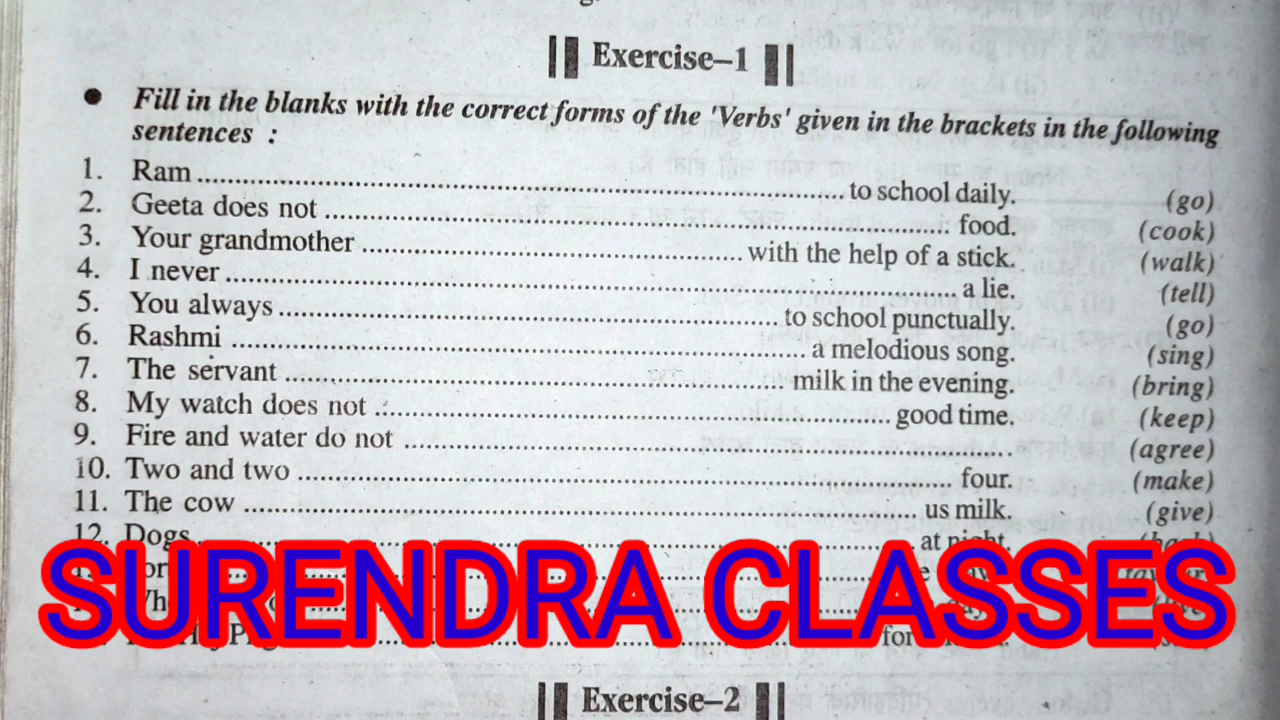 Exercise–1
● Fill in the blanks with the correct forms of the 'Verbs' given in the brackets in the following
sentences :
1. Ram ........................ to school daily. (go)
2. Geeta does not ........................ food. (cook)
3. Your grandmother ........................ with the help of a stick. (walk)
4. I never ........................ a lie. (tell)
5. You always ........................ to school punctually. (go)
6. Rashmi ........................ a melodious song. (sing)
7. The servant ........................ milk in the evening. (bring)
8. My watch does not ........................ good time. (keep)
9. Fire and water do not ........................ (agree)
10. Two and two ........................ four. (make)
11. The cow ........................ us milk. (give)
12. Dogs ........................ at night.
SURENDRA CLASSES
Exercise–2